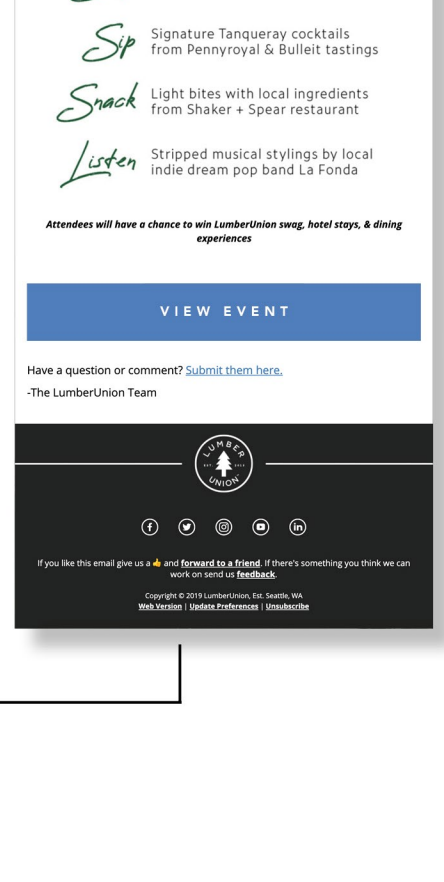 Sip
Signature Tanqueray cocktails
from Pennyroyal & Bulleit tastings
Snack
Light bites with local ingredients
from Shaker + Spear restaurant
Listen
Stripped musical stylings by local
indie dream pop band La Fonda
Attendees will have a chance to win LumberUnion swag, hotel stays, & dining
experiences
VIEW EVENT
Have a question or comment? Submit them here.
-The LumberUnion Team
LUMBER
UNION
If you like this email give us a 👍 and forward to a friend. If there's something you think we can
work on send us feedback.
Copyright © 2019 LumberUnion, Est. Seattle, WA
Web Version | Update Preferences | Unsubscribe